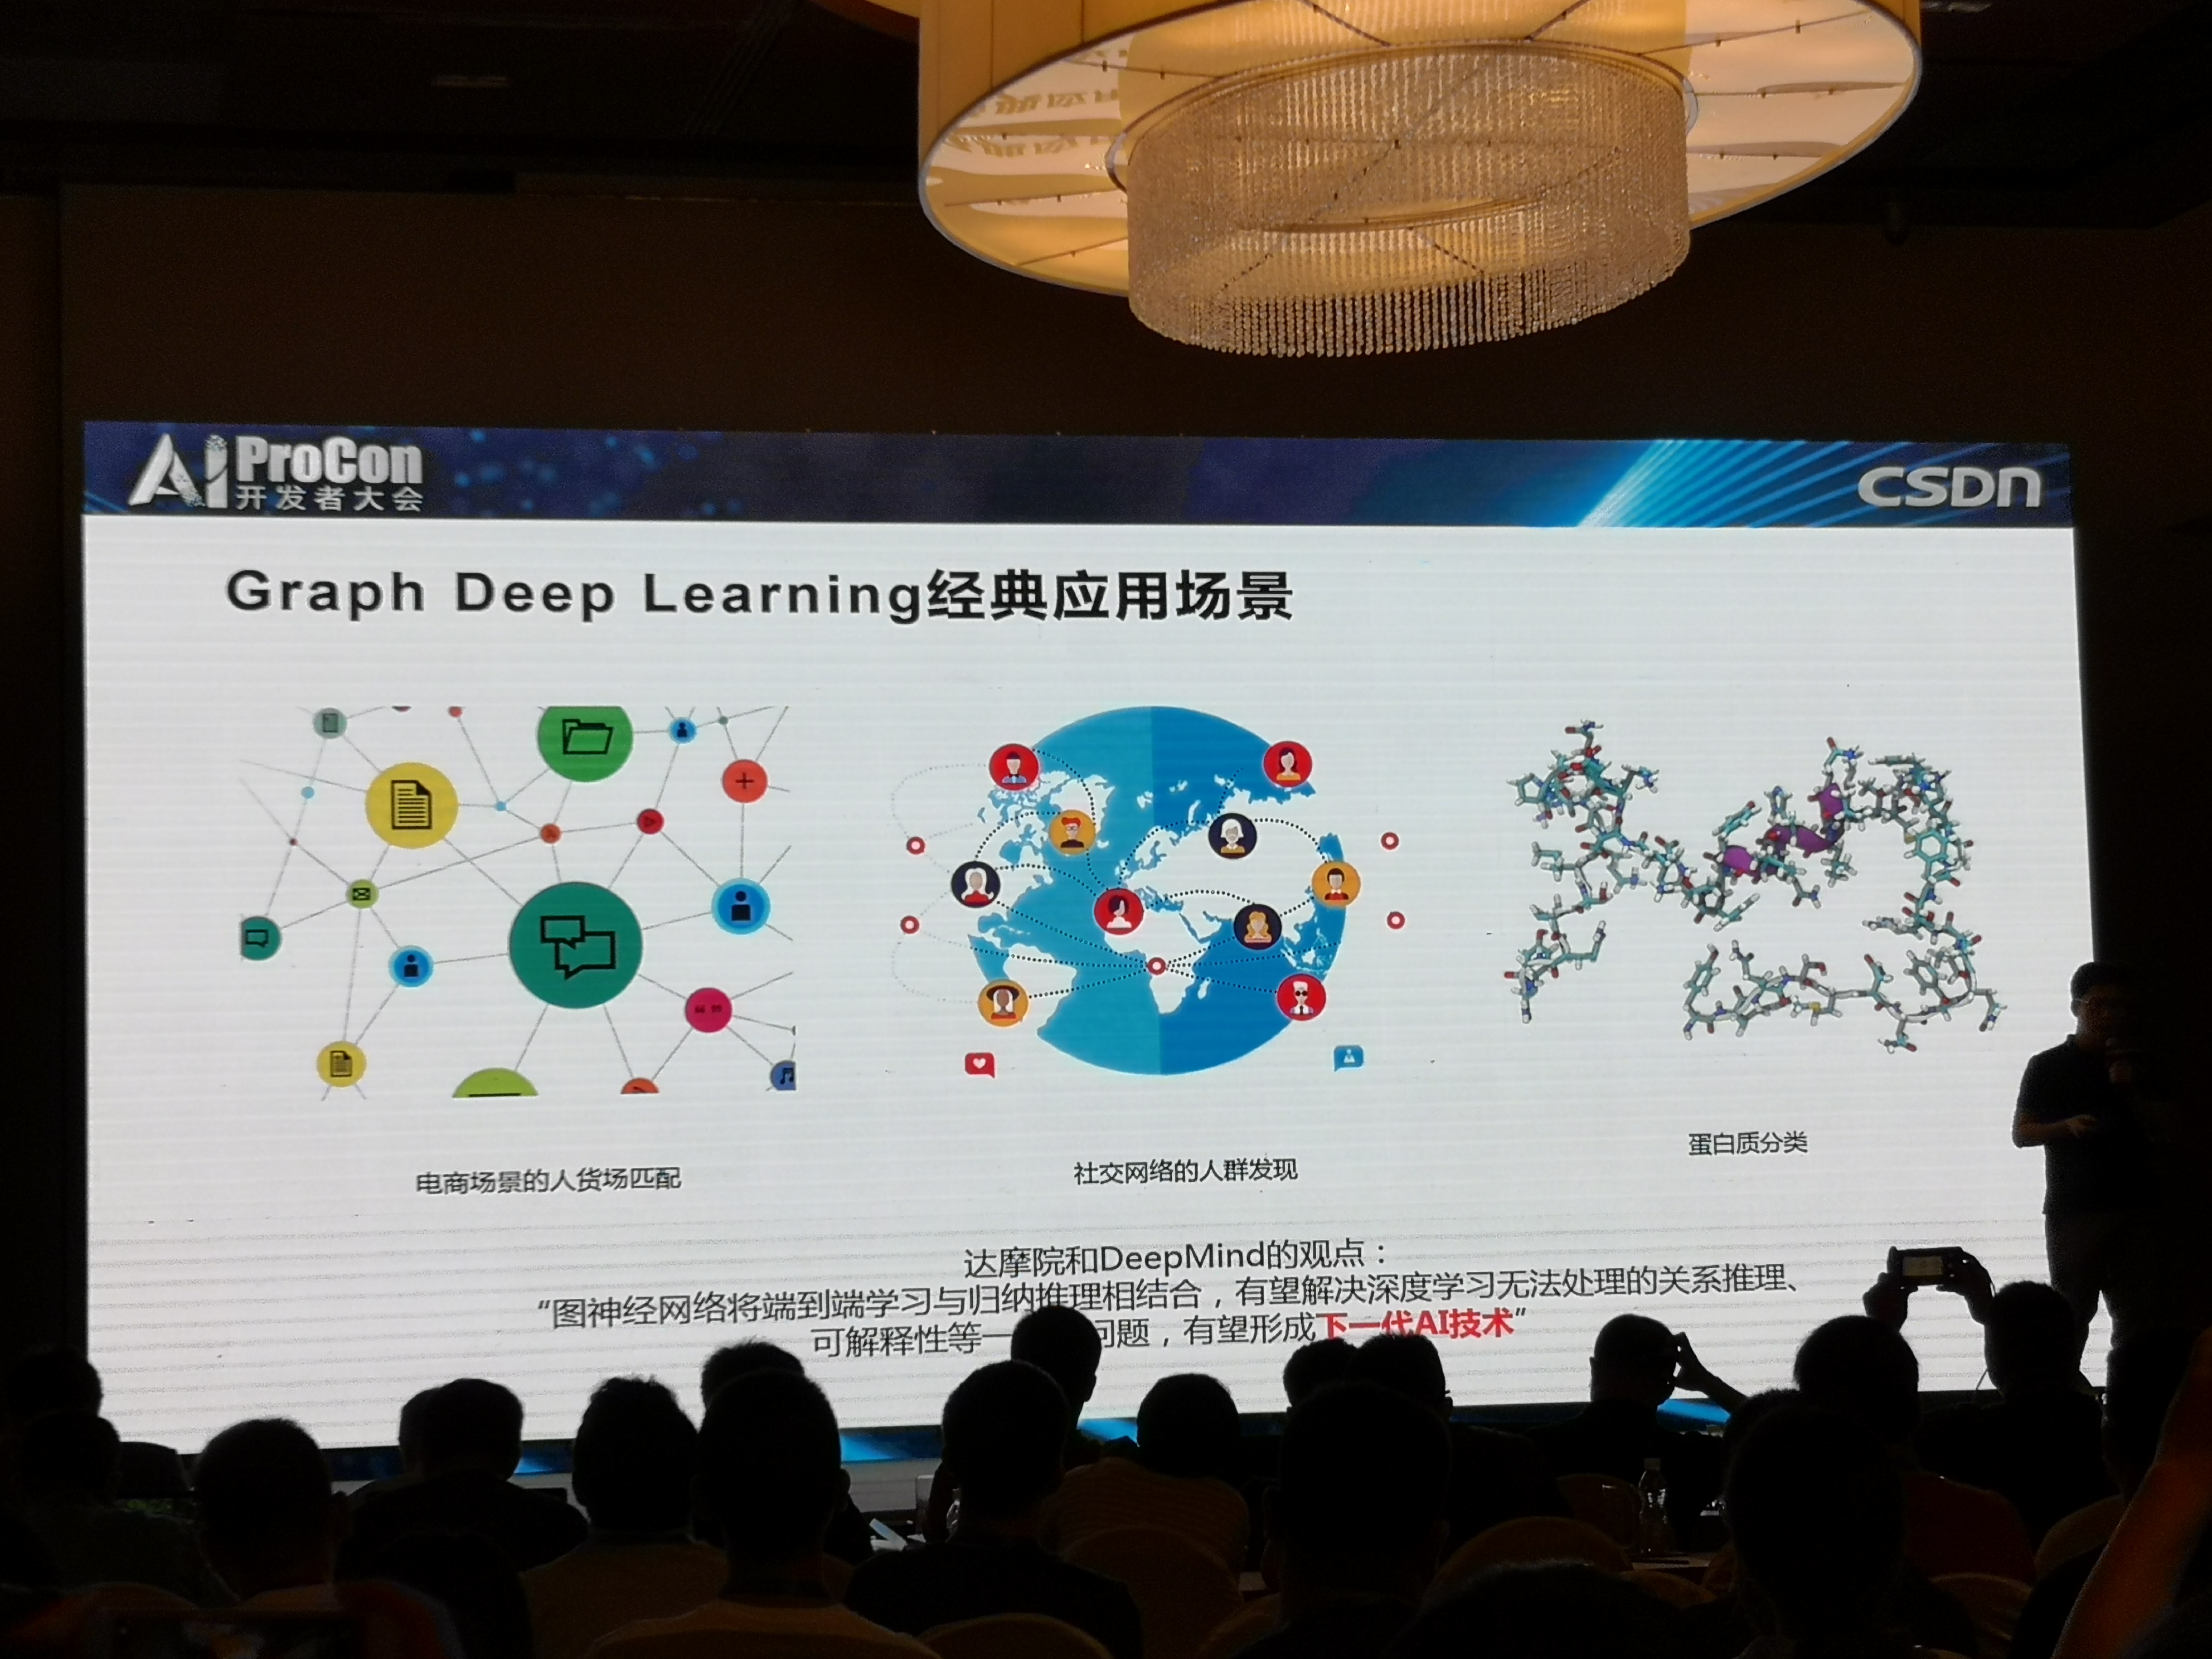 AI ProCon
开发者大会
CSDN
Graph Deep Learning经典应用场景
电商场景的人货场匹配
社交网络的人群发现
蛋白质分类
达摩院和DeepMind的观点：
“图神经网络将端到端学习与归纳推理相结合，有望解决深度学习无法处理的关系推理、
可解释性等一 问题，有望形成下一代AI技术”